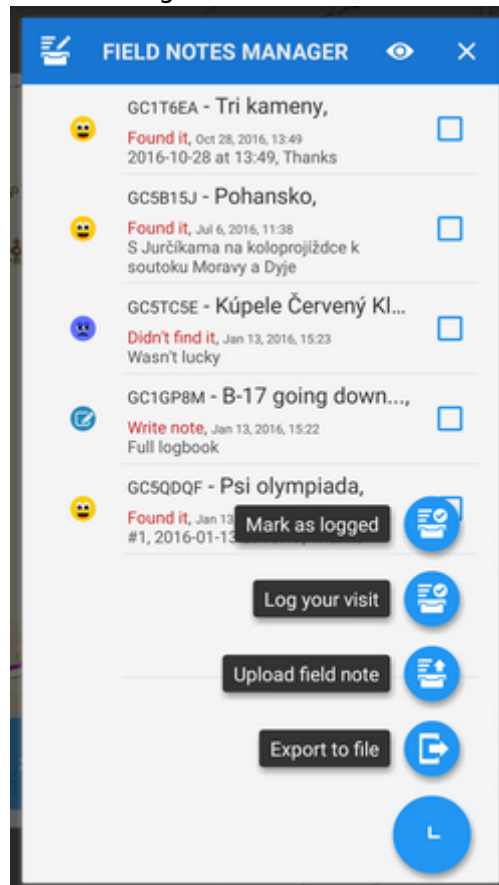 FIELD NOTES MANAGER
GC1T6EA - Tri kameny,
Found it, Oct 28, 2016, 13:49
2016-10-28 at 13:49, Thanks
GC5B15J - Pohansko,
Found it, Jul 6, 2016, 11:38
S Jurčíkama na koloprojíždce k
soutoku Moravy a Dyje
GC5TC5E - Kúpele Červený Kl...
Didn't find it, Jan 13, 2016, 15:23
Wasn't lucky
GC1GP8M - B-17 going down...,
Write note, Jan 13, 2016, 15:22
Full logbook
GC5QDQF - Psi olympiada,
Found it, Jan 13
Mark as logged
#1, 2016-01-13
Log your visit
Upload field note
Export to file